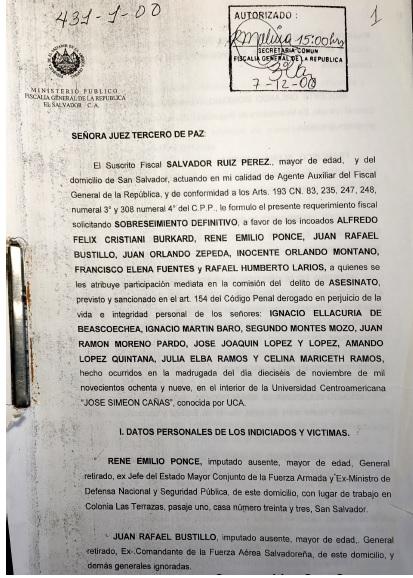 431-1-00
1
AUTORIZADO :
15:00
SECRETARIA COMUN
FISCALIA GENERAL DE LA REPUBLICA
7-12-00
MINISTERIO PUBLICO
FISCALIA GENERAL DE LA REPUBLICA
EL SALVADOR C.A.
SEÑORA JUEZ TERCERO DE PAZ:
El Suscrito Fiscal SALVADOR RUIZ PEREZ., mayor de edad, y del
domicilio de San Salvador, actuando en mi calidad de Agente Auxiliar del Fiscal
General de la República, y de conformidad a los Arts. 193 CN. 83, 235, 247, 248,
numeral 3° y 308 numeral 4° del C.P.P., le formulo el presente requerimiento fiscal
solicitando SOBRESEIMIENTO DEFINITIVO, a favor de los incoados ALFREDO
FELIX CRISTIANI BURKARD, RENE EMILIO PONCE, JUAN RAFAEL
BUSTILLO, JUAN ORLANDO ZEPEDA, INOCENTE ORLANDO MONTANO,
FRANCISCO ELENA FUENTES y RAFAEL HUMBERTO LARIOS, a quienes se
les atribuye participación mediata en la comisión del delito de ASESINATO,
previsto y sancionado en el art. 154 del Código Penal derogado en perjuicio de la
vida e integridad personal de los señores: IGNACIO ELLACURIA DE
BEASCOECHEA, IGNACIO MARTIN BARO, SEGUNDO MONTES MOZO, JUAN
RAMON MORENO PARDO, JOSE JOAQUIN LOPEZ Y LOPEZ, AMANDO
LOPEZ QUINTANA, JULIA ELBA RAMOS Y CELINA MARICETH RAMOS,
hecho ocurridos en la madrugada del día dieciséis de noviembre de mil
novecientos ochenta y nueve, en el interior de la Universidad Centroamericana
"JOSE SIMEON CAÑAS", conocida por UCA.
I. DATOS PERSONALES DE LOS INDICIADOS Y VICTIMAS.
RENE EMILIO PONCE, imputado ausente, mayor de edad, General
retirado, ex Jefe del Estado Mayor Conjunto de la Fuerza Armada y Ex-Ministro de
Defensa Nacional y Seguridad Pública, de este domicilio, con lugar de trabajo en
Colonia Las Terrazas, pasaje uno, casa número treinta y tres, San Salvador.
JUAN RAFAEL BUSTILLO, imputado ausente, mayor de edad,. General
retirado, Ex-.Comandante de la Fuerza Aérea Salvadoreña, de este domicilio, y
demás generales ignoradas.